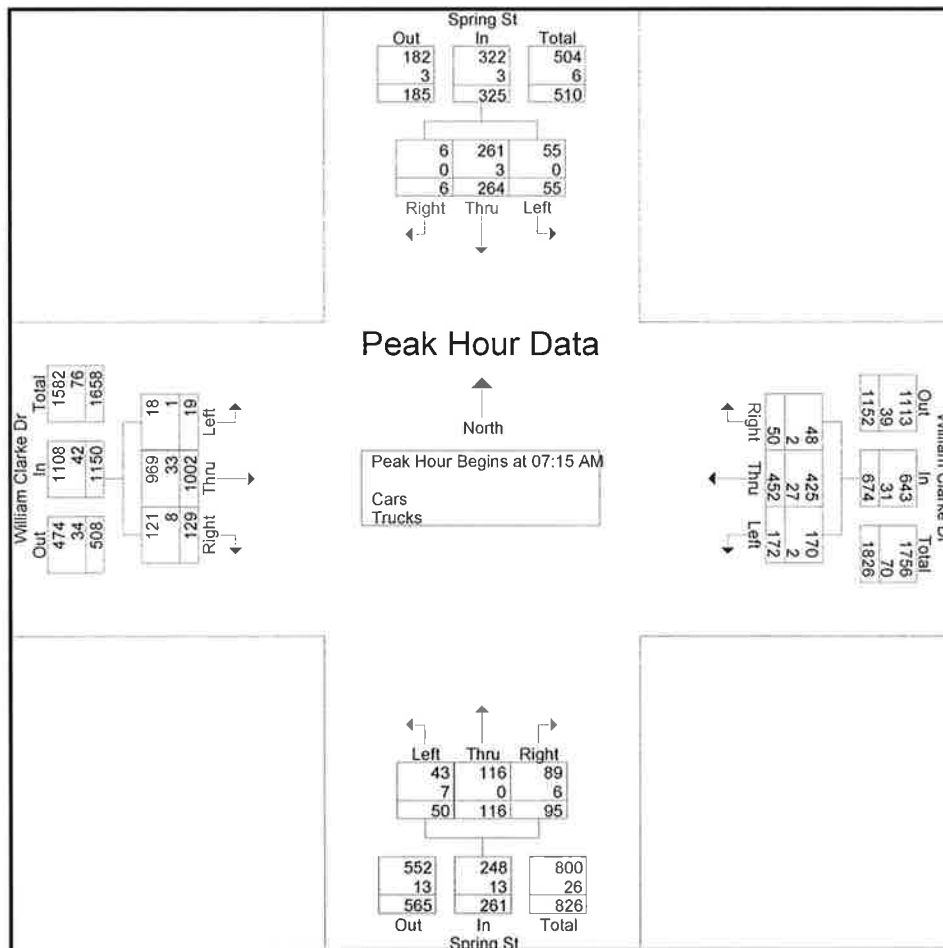 Spring St
Out In Total
182 322 504
3 3 6
185 325 510
6 261 55
0 3 0
6 264 55
Right Thru Left
Peak Hour Data
North
Peak Hour Begins at 07:15 AM
Cars
Trucks
William Clarke Dr
Out In Total
474 1108 1582
34 42 76
508 1150 1658
121 969 18
8 33 1
129 1002 19
Right Thru Left
William Clarke Dr
Out In Total
1113 643 1756
39 31 70
1152 674 1826
48 425 170
2 27 2
50 452 172
Right Thru Left
Left Thru Right
43 116 89
7 0 6
50 116 95
552 248 800
13 13 26
565 261 826
Out In Total
Spring St